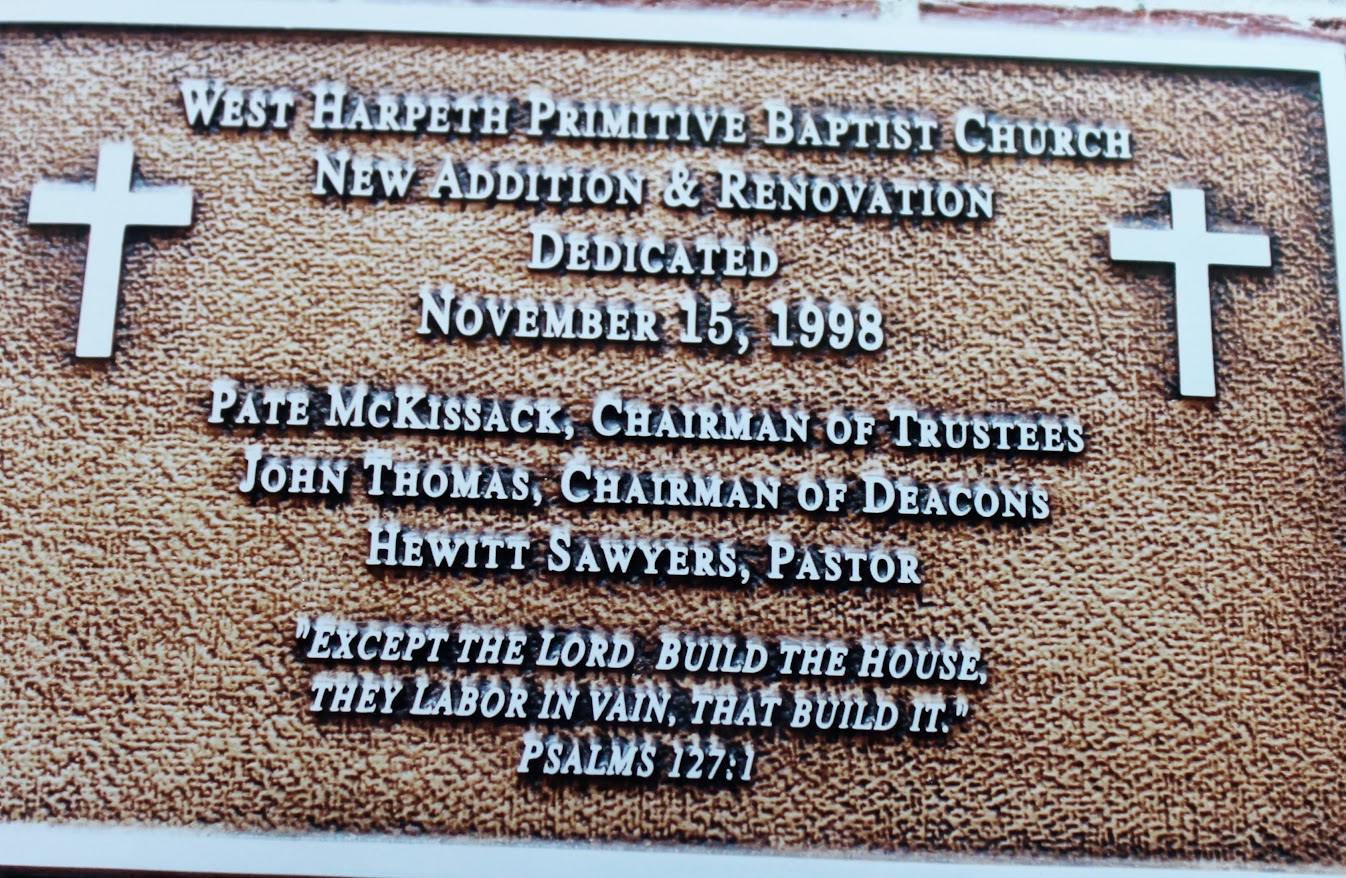 West Harpeth Primitive Baptist Church
New Addition & Renovation
Dedicated
November 15, 1998
Pate McKissack, Chairman of Trustees
John Thomas, Chairman of Deacons
Hewitt Sawyers, Pastor
"Except the Lord Build the House,
they Labor in vain, that build it."
Psalms 127:1